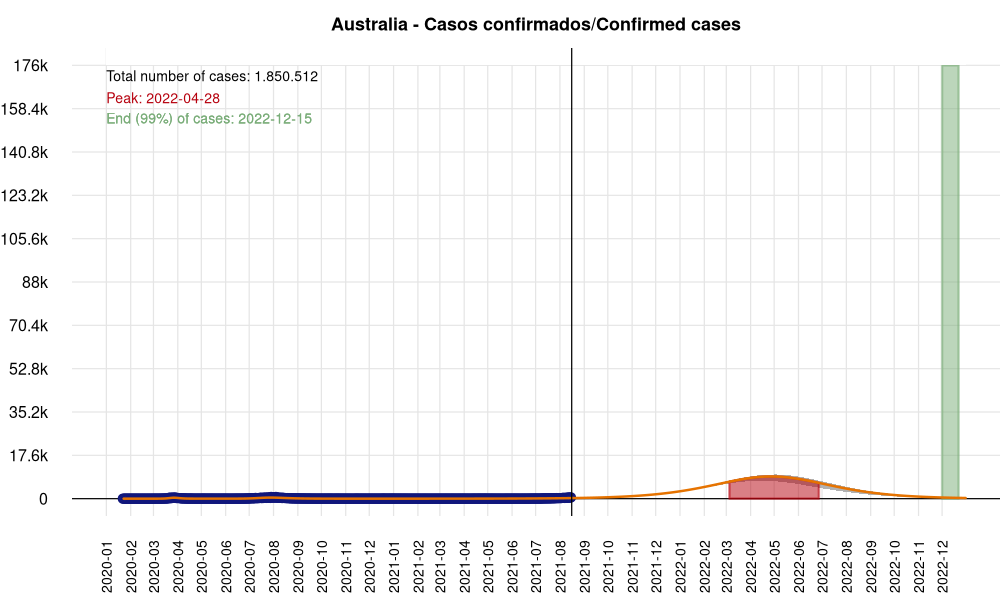 Australia - Casos confirmados/Confirmed cases
Total number of cases: 1.850.512
Peak: 2022-04-28
End (99%) of cases: 2022-12-15
176k
158.4k
140.8k
123.2k
105.6k
88k
70.4k
52.8k
35.2k
17.6k
0
2020-01
2020-02
2020-03
2020-04
2020-05
2020-06
2020-07
2020-08
2020-09
2020-10
2020-11
2020-12
2021-01
2021-02
2021-03
2021-04
2021-05
2021-06
2021-07
2021-08
2021-09
2021-10
2021-11
2021-12
2022-01
2022-02
2022-03
2022-04
2022-05
2022-06
2022-07
2022-08
2022-09
2022-10
2022-11
2022-12